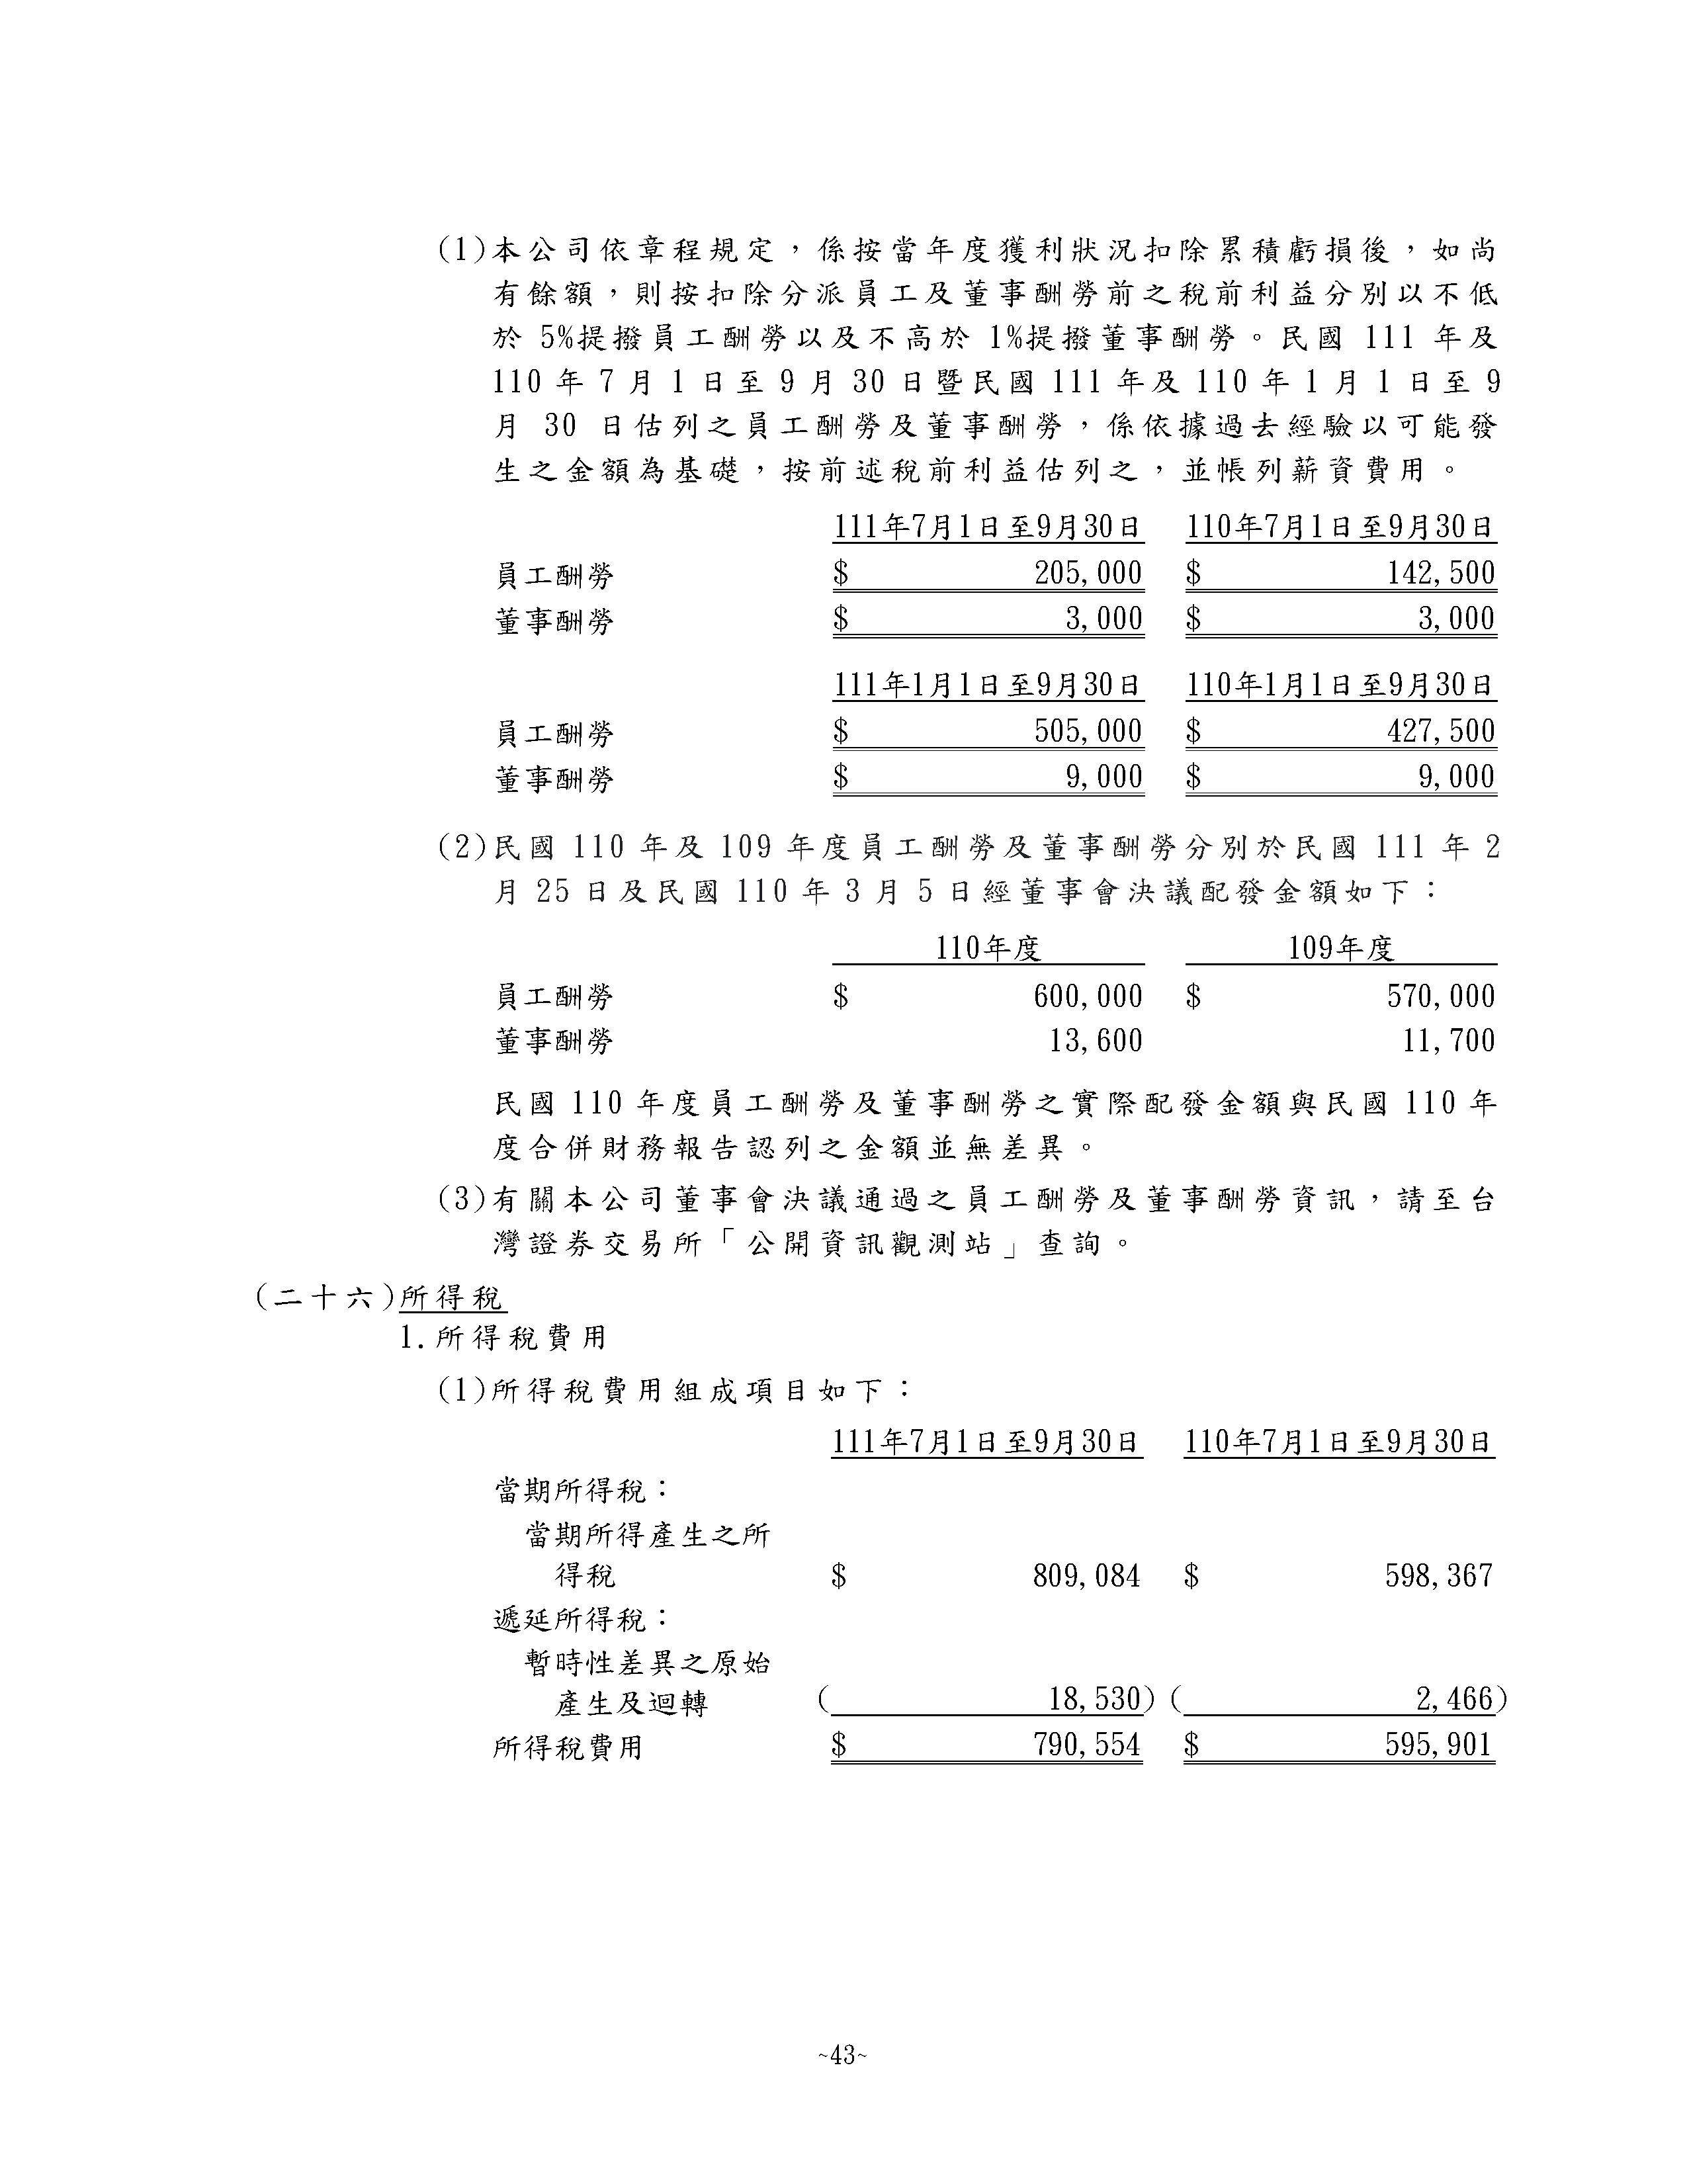 (1)本公司依章程規定，係按當年度獲利狀況扣除累積虧損後，如尚
有餘額，則按扣除分派員工及董事酬勞前之稅前利益分別以不低
於 5%提撥員工酬勞以及不高於 1%提撥董事酬勞。民國 111 年及
110 年 7 月 1 日至 9 月 30 日暨民國 111 年及 110 年 1 月 1 日至 9
月 30 日估列之員工酬勞及董事酬勞，係依據過去經驗以可能發
生之金額為基礎，按前述稅前利益估列之，並帳列薪資費用。
111年7月1日至9月30日 110年7月1日至9月30日
員工酬勞 $ 205,000 $ 142,500
董事酬勞 $ 3,000 $ 3,000
111年1月1日至9月30日 110年1月1日至9月30日
員工酬勞 $ 505,000 $ 427,500
董事酬勞 $ 9,000 $ 9,000
(2)民國 110 年及 109 年度員工酬勞及董事酬勞分別於民國 111 年 2
月 25 日及民國 110 年 3 月 5 日經董事會決議配發金額如下：
110年度 109年度
員工酬勞 $ 600,000 $ 570,000
董事酬勞 13,600 11,700
民國 110 年度員工酬勞及董事酬勞之實際配發金額與民國 110 年
度合併財務報告認列之金額並無差異。
(3)有關本公司董事會決議通過之員工酬勞及董事酬勞資訊，請至台
灣證券交易所「公開資訊觀測站」查詢。
(二十六)所得稅
1.所得稅費用
(1)所得稅費用組成項目如下：
111年7月1日至9月30日 110年7月1日至9月30日
當期所得稅：
當期所得產生之所
得稅 $ 809,084 $ 598,367
遞延所得稅：
暫時性差異之原始
產生及迴轉 ( 18,530) ( 2,466)
所得稅費用 $ 790,554 $ 595,901
~43~